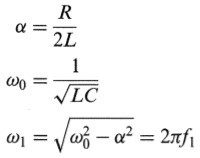 α = R / 2L
ω₀ = 1 / √LC
ω₁ = √ω₀² − α² = 2πf₁